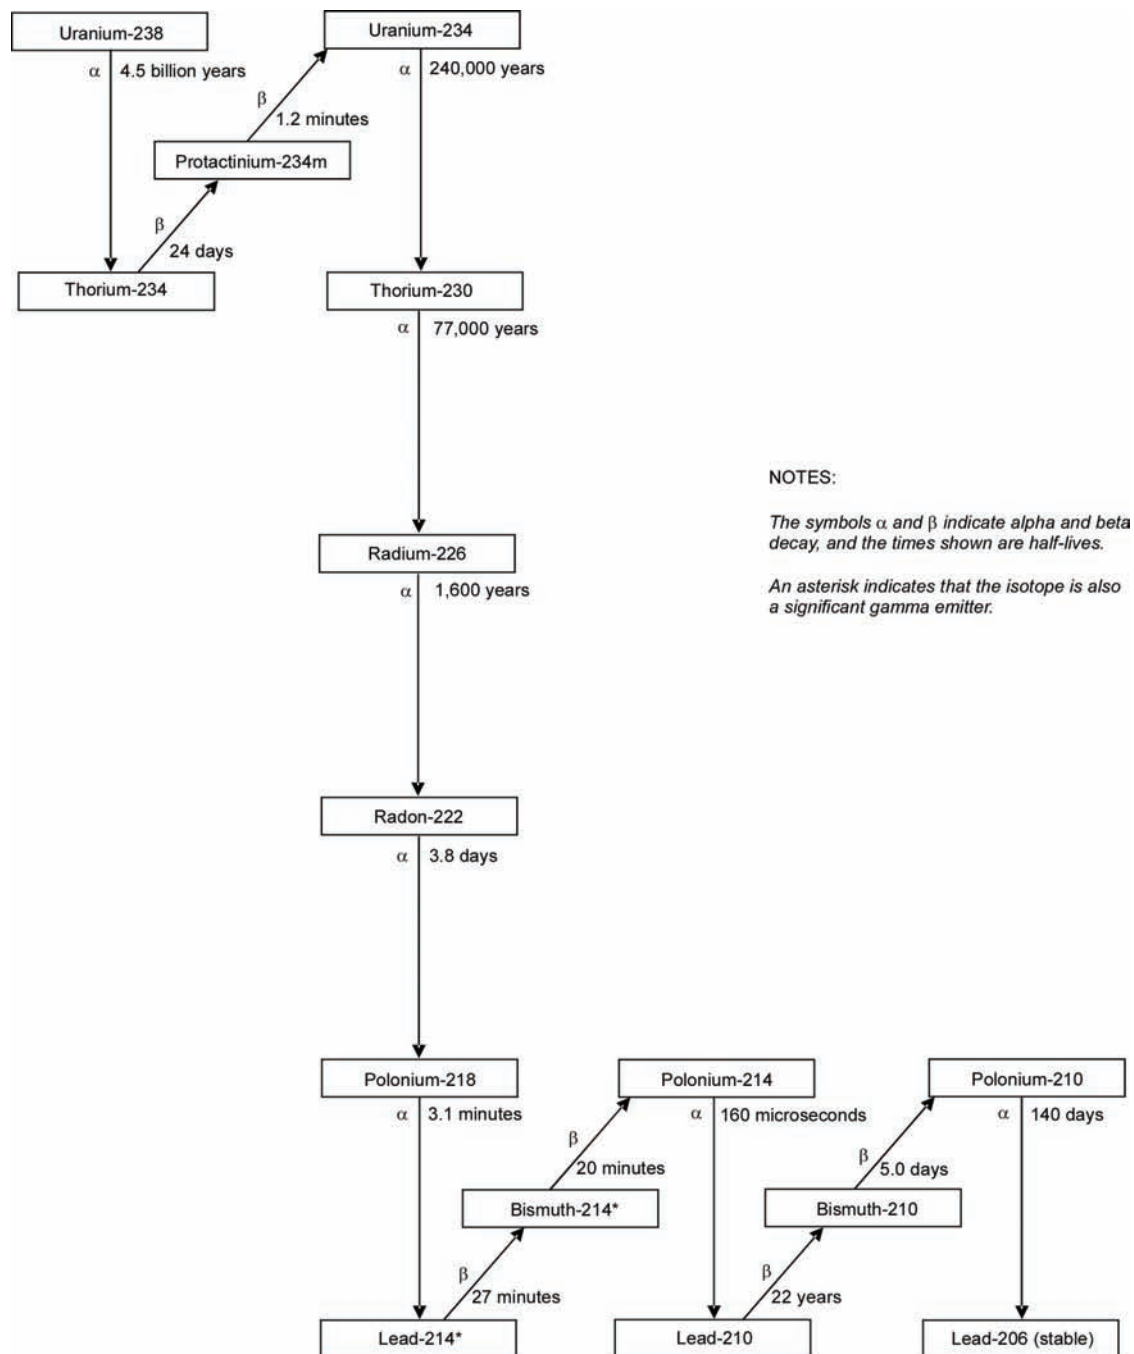 Uranium-238
Uranium-234
α 4.5 billion years
α 240,000 years
β
1.2 minutes
Protactinium-234m
β
24 days
Thorium-234
Thorium-230
α 77,000 years
NOTES:
The symbols α and β indicate alpha and beta
decay, and the times shown are half-lives.
An asterisk indicates that the isotope is also
a significant gamma emitter.
Radium-226
α 1,600 years
Radon-222
α 3.8 days
Polonium-218
Polonium-214
Polonium-210
α 3.1 minutes
α 160 microseconds
α 140 days
β
20 minutes
β
5.0 days
Bismuth-214*
Bismuth-210
β
27 minutes
β
22 years
Lead-214*
Lead-210
Lead-206 (stable)